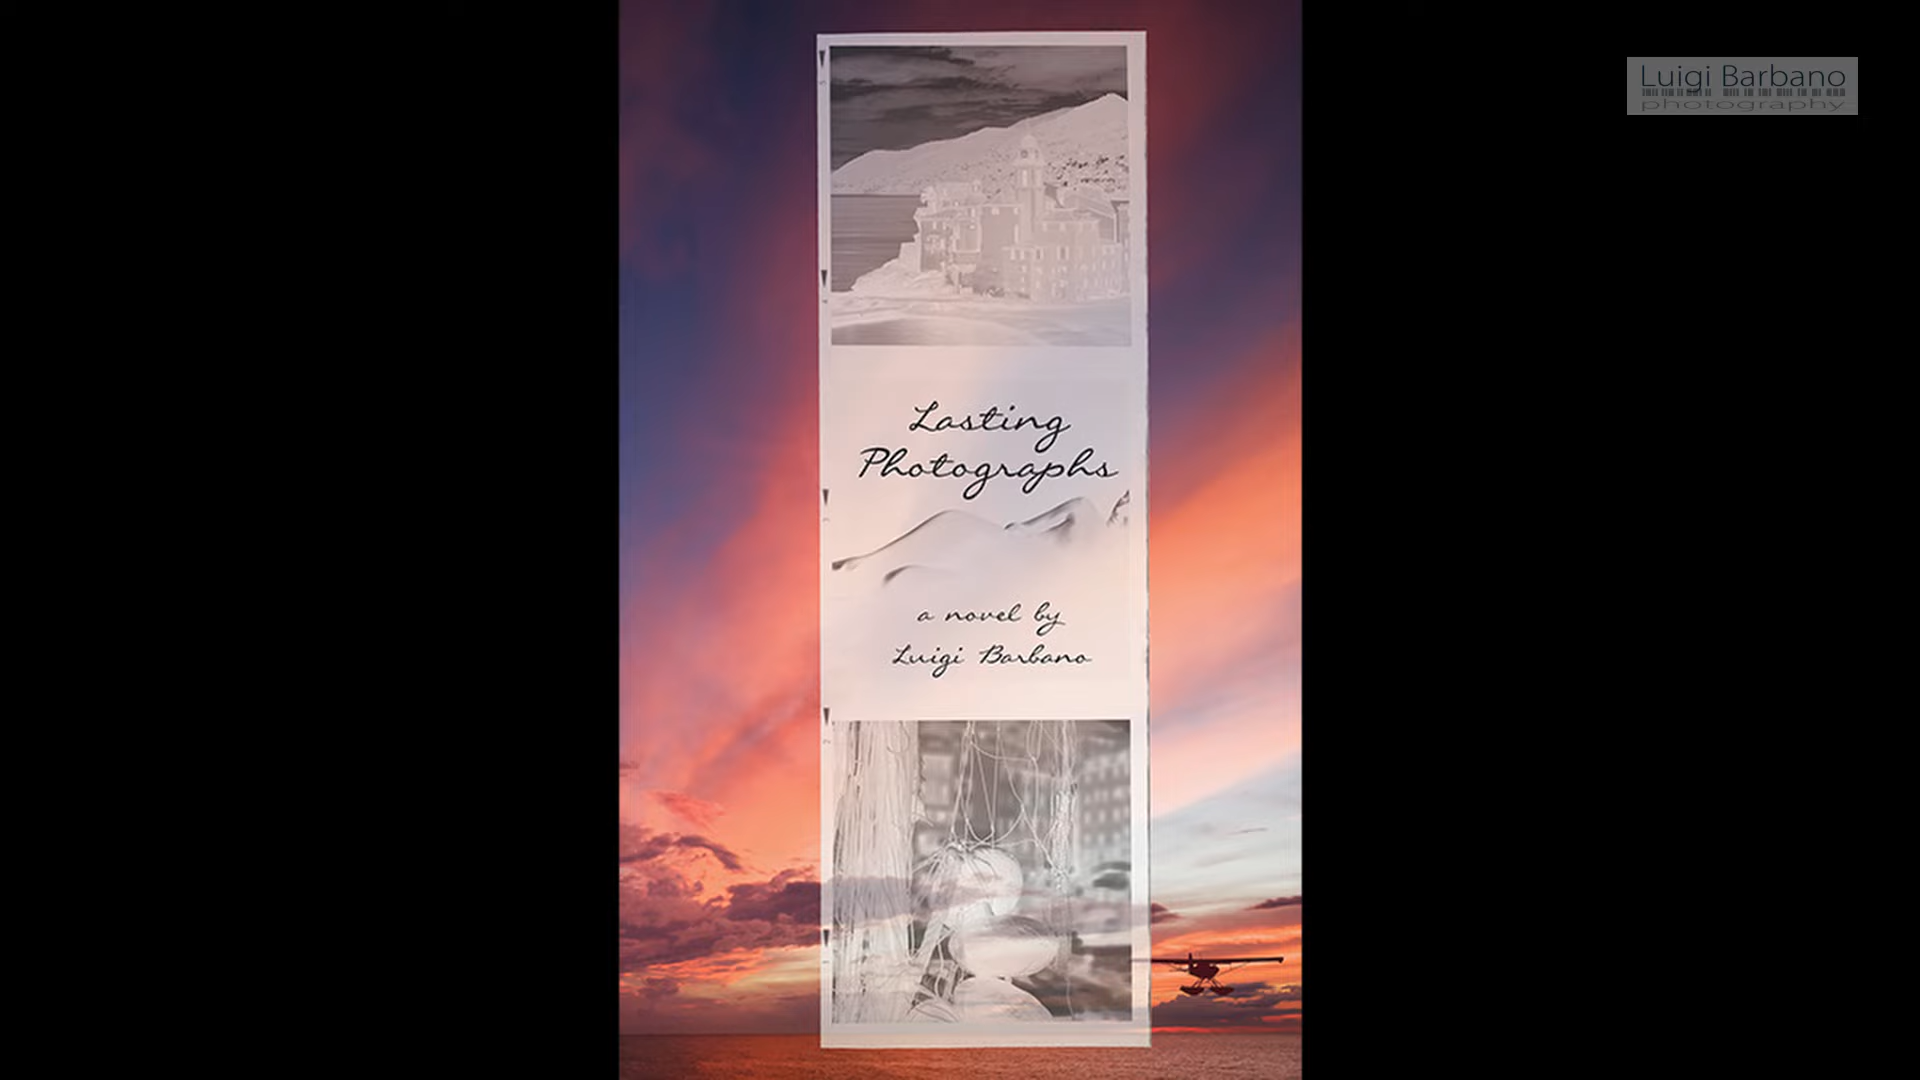 Luigi Barbano
photography
Lasting
Photographs
a novel by
Luigi Barbano